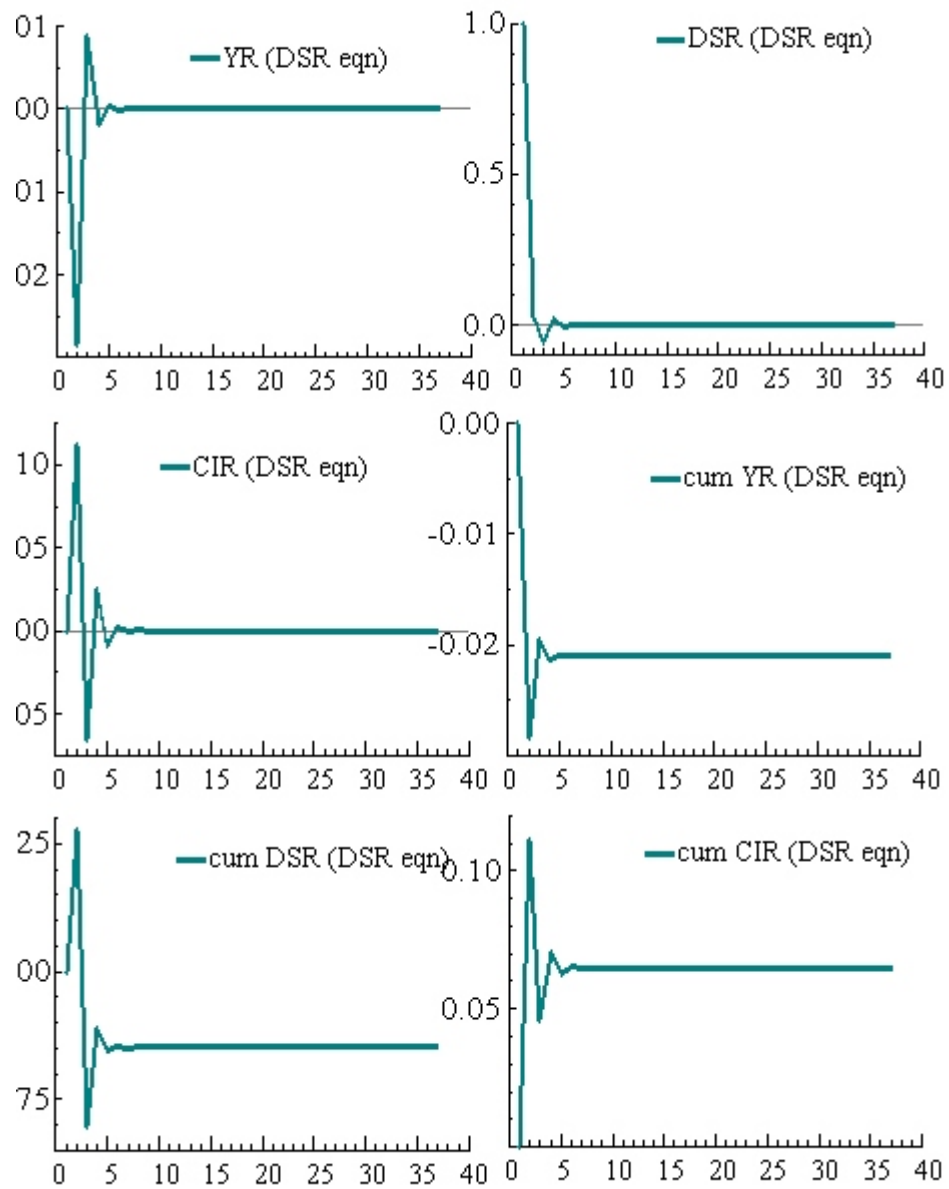 01
YR (DSR eqn)
00
01
02
0 5 10 15 20 25 30 35 40
1.0
DSR (DSR eqn)
0.5
0.0
0 5 10 15 20 25 30 35 40
10
CIR (DSR eqn)
05
00
05
0 5 10 15 20 25 30 35 40
0.00
cum YR (DSR eqn)
-0.01
-0.02
0 5 10 15 20 25 30 35 40
25
cum DSR (DSR eqn)
00
75
0 5 10 15 20 25 30 35 40
0.10
cum CIR (DSR eqn)
0.05
0 5 10 15 20 25 30 35 40